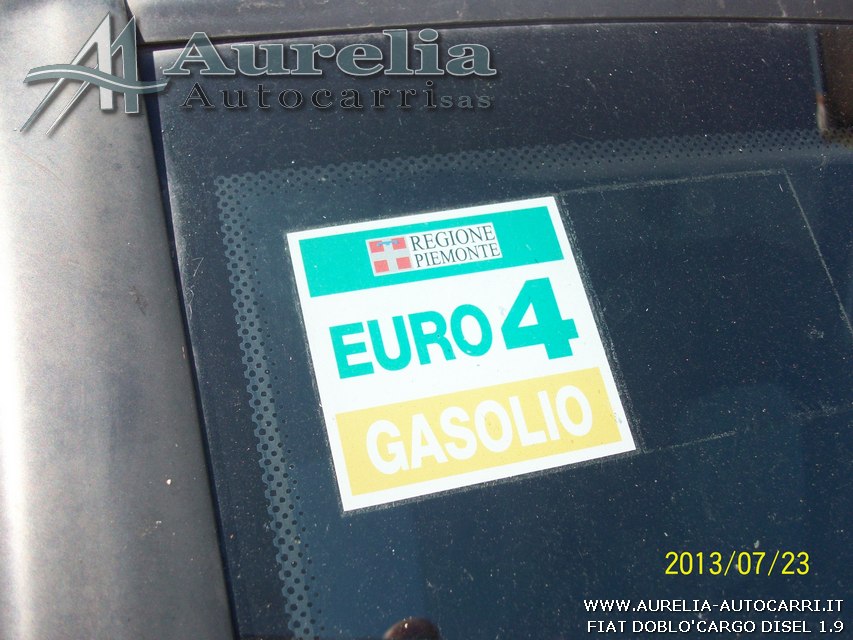 Aurelia
Autocarri sas
REGIONE
PIEMONTE
EURO 4
GASOLIO
2013/07/23
WWW.AURELIA-AUTOCARRI.IT
FIAT DOBLO'CARGO DISEL 1.9